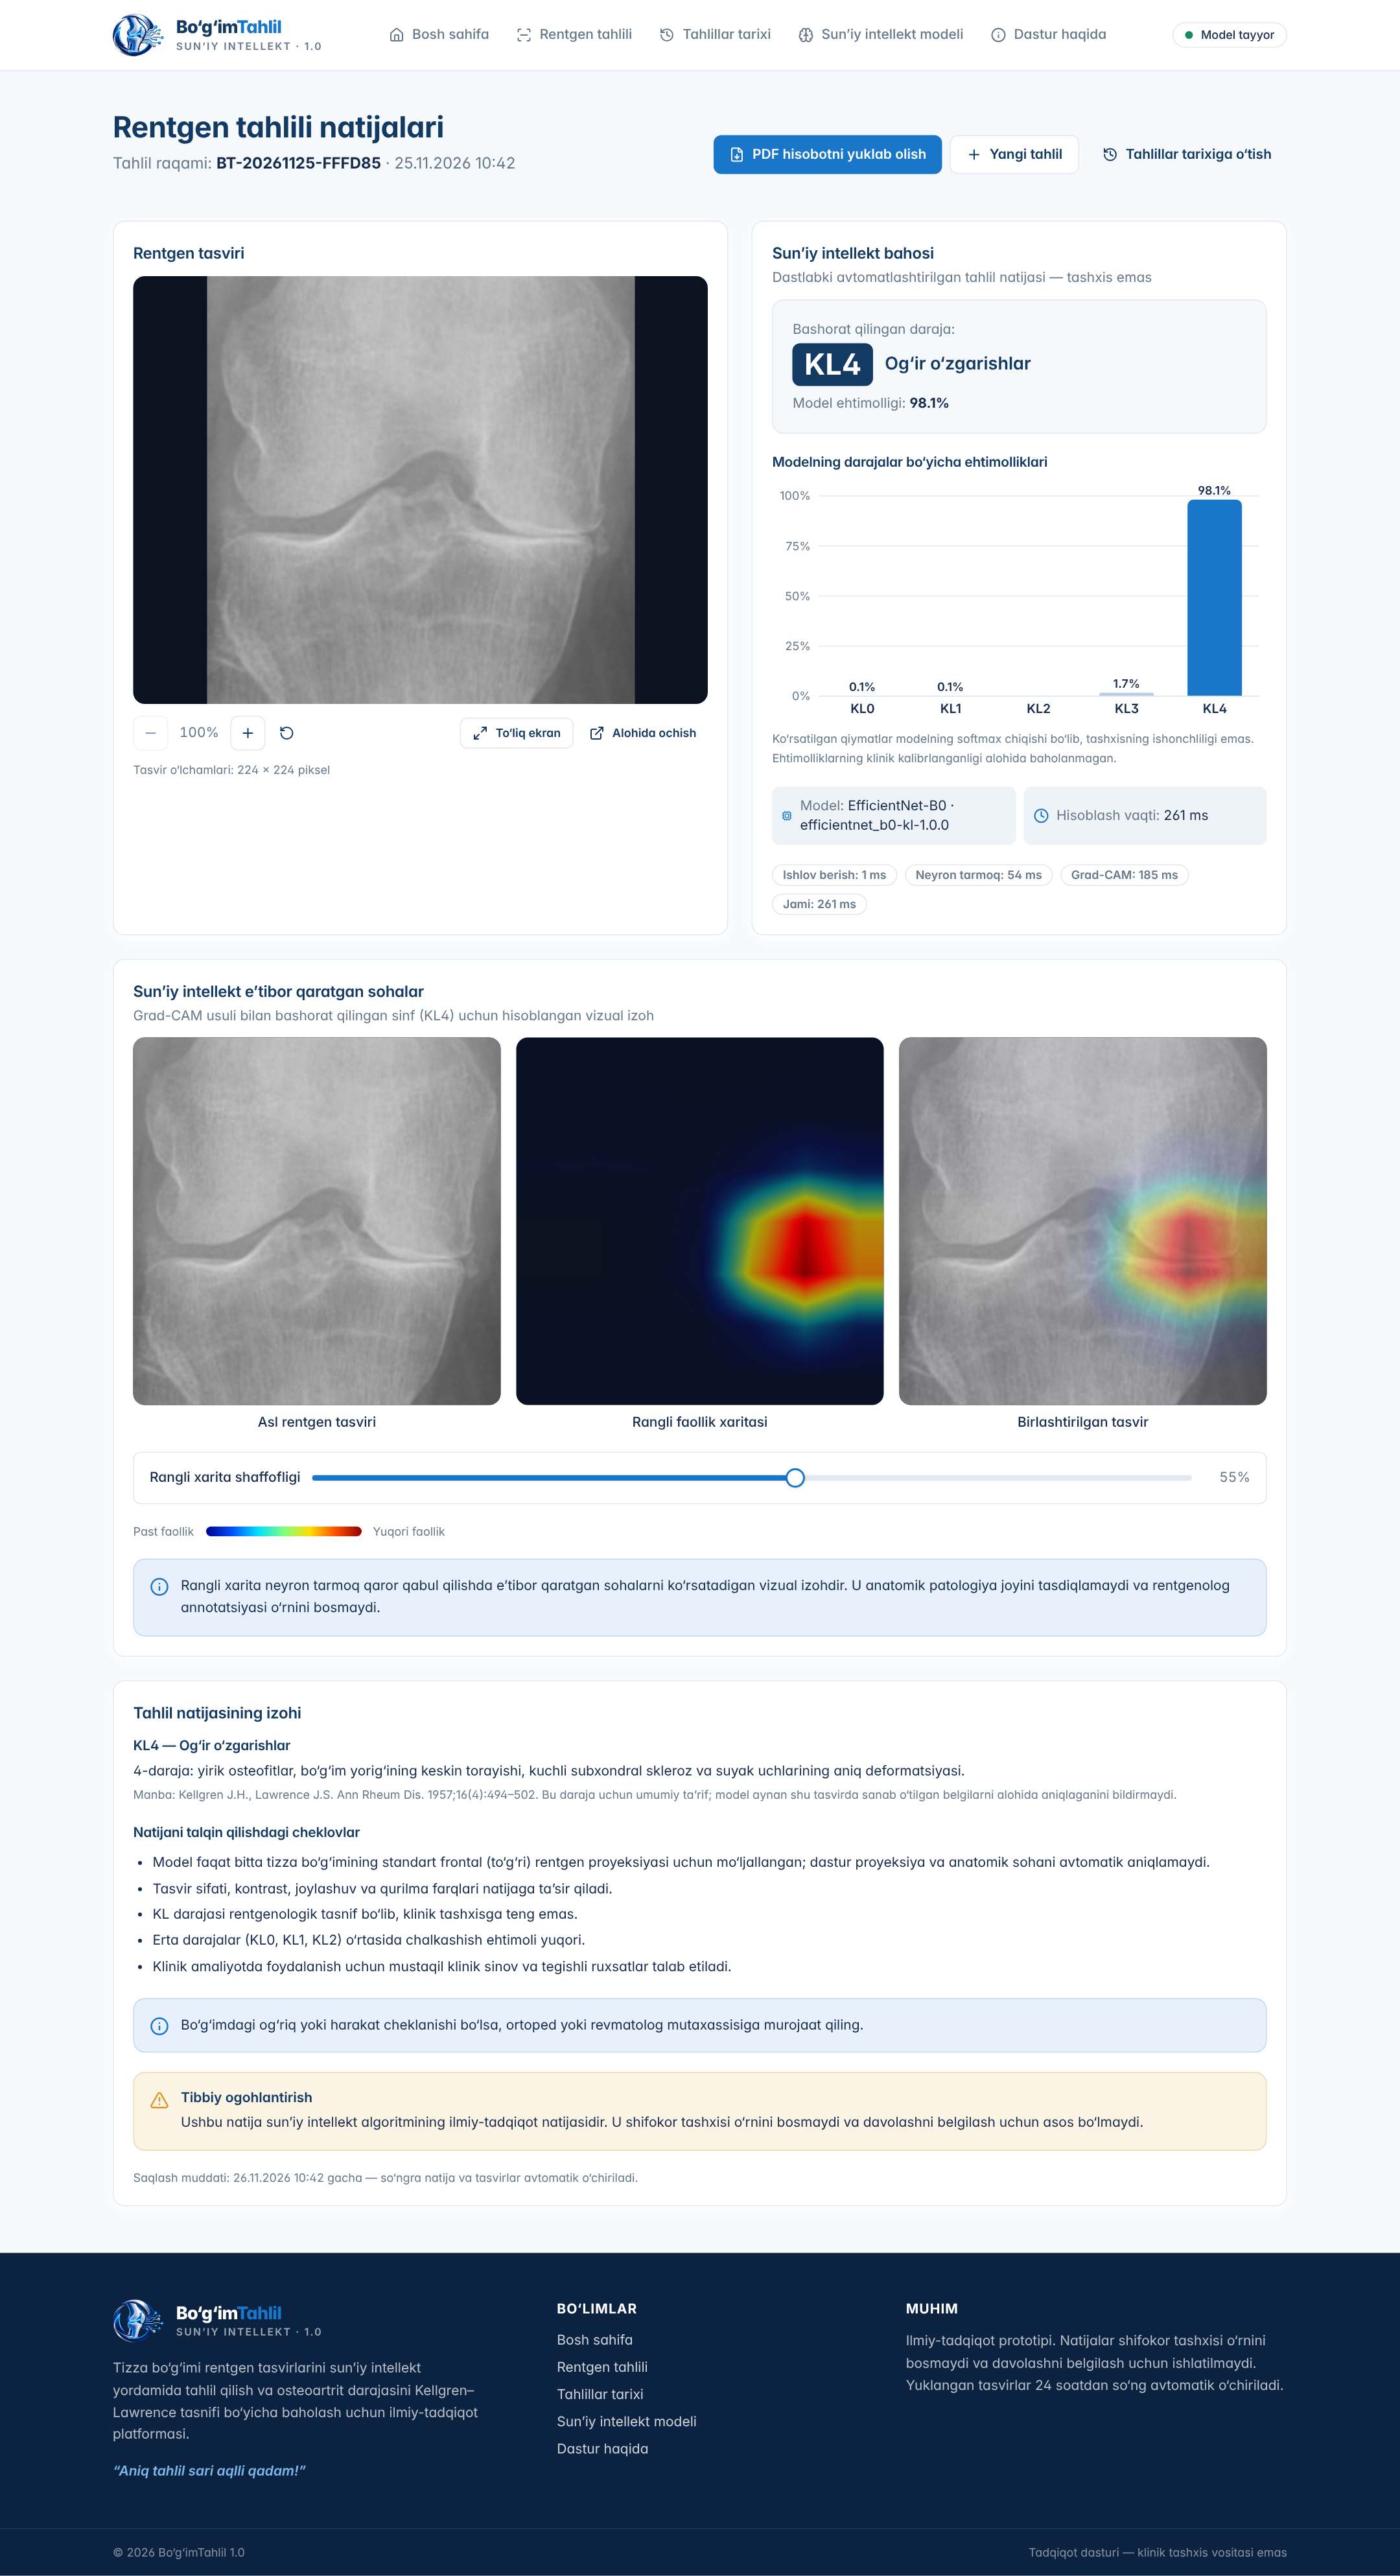 Bo‘g‘imTahlil
SUN’IY INTELLEKT · 1.0
Bosh sahifa
Rentgen tahlili
Tahlillar tarixi
Sun’iy intellekt modeli
Dastur haqida
Model tayyor
Rentgen tahlili natijalari
Tahlil raqami: BT-20261125-FFFD85 · 25.11.2026 10:42
PDF hisobotni yuklab olish
Yangi tahlil
Tahlillar tarixiga o‘tish
Rentgen tasviri
100%
To‘liq ekran
Alohida ochish
Tasvir o‘lchamlari: 224 × 224 piksel
Sun’iy intellekt bahosi
Dastlabki avtomatlashtirilgan tahlil natijasi — tashxis emas
Bashorat qilingan daraja:
KL4 Og‘ir o‘zgarishlar
Model ehtimolligi: 98.1%
Modelning darajalar bo‘yicha ehtimolliklari
100%
75%
50%
25%
0%
0.1%
0.1%
1.7%
98.1%
KL0
KL1
KL2
KL3
KL4
Ko‘rsatilgan qiymatlar modelning softmax chiqishi bo‘lib, tashxisning ishonchliligi emas.
Ehtimolliklarning klinik kalibrlanganligi alohida baholanmagan.
Model: EfficientNet-B0 ·
efficientnet_b0-kl-1.0.0
Hisoblash vaqti: 261 ms
Ishlov berish: 1 ms
Neyron tarmoq: 54 ms
Grad-CAM: 185 ms
Jami: 261 ms
Sun’iy intellekt e’tibor qaratgan sohalar
Grad-CAM usuli bilan bashorat qilingan sinf (KL4) uchun hisoblangan vizual izoh
Asl rentgen tasviri
Rangli faollik xaritasi
Birlashtirilgan tasvir
Rangli xarita shaffofligi
55%
Past faollik
Yuqori faollik
Rangli xarita neyron tarmoq qaror qabul qilishda e’tibor qaratgan sohalarni ko‘rsatadigan vizual izohdir. U anatomik patologiya joyini tasdiqlamaydi va rentgenolog
annotatsiyasi o‘rnini bosmaydi.
Tahlil natijasining izohi
KL4 — Og‘ir o‘zgarishlar
4-daraja: yirik osteofitlar, bo‘g‘im yorig‘ining keskin torayishi, kuchli subxondral skleroz va suyak uchlarining aniq deformatsiyasi.
Manba: Kellgren J.H., Lawrence J.S. Ann Rheum Dis. 1957;16(4):494–502. Bu daraja uchun umumiy ta’rif; model aynan shu tasvirda sanab o‘tilgan belgilarni alohida aniqlaganini bildirmaydi.
Natijani talqin qilishdagi cheklovlar
• Model faqat bitta tizza bo‘g‘imining standart frontal (to‘g‘ri) rentgen proyeksiyasi uchun mo‘ljallangan; dastur proyeksiya va anatomik sohani avtomatik aniqlamaydi.
• Tasvir sifati, kontrast, joylashuv va qurilma farqlari natijaga ta’sir qiladi.
• KL darajasi rentgenologik tasnif bo‘lib, klinik tashxisga teng emas.
• Erta darajalar (KL0, KL1, KL2) o‘rtasida chalkashish ehtimoli yuqori.
• Klinik amaliyotda foydalanish uchun mustaqil klinik sinov va tegishli ruxsatlar talab etiladi.
Bo‘g‘imdagi og‘riq yoki harakat cheklanishi bo‘lsa, ortoped yoki revmatolog mutaxassisiga murojaat qiling.
Tibbiy ogohlantirish
Ushbu natija sun’iy intellekt algoritmining ilmiy-tadqiqot natijasidir. U shifokor tashxisi o‘rnini bosmaydi va davolashni belgilash uchun asos bo‘lmaydi.
Saqlash muddati: 26.11.2026 10:42 gacha — so‘ngra natija va tasvirlar avtomatik o‘chiriladi.
Bo‘g‘imTahlil
SUN’IY INTELLEKT · 1.0
Tizza bo‘g‘imi rentgen tasvirlarini sun’iy intellekt
yordamida tahlil qilish va osteoartrit darajasini Kellgren–
Lawrence tasnifi bo‘yicha baholash uchun ilmiy-tadqiqot
platformasi.
“Aniq tahlil sari aqlli qadam!”
BO‘LIMLAR
Bosh sahifa
Rentgen tahlili
Tahlillar tarixi
Sun’iy intellekt modeli
Dastur haqida
MUHIM
Ilmiy-tadqiqot prototipi. Natijalar shifokor tashxisi o‘rnini
bosmaydi va davolashni belgilash uchun ishlatilmaydi.
Yuklangan tasvirlar 24 soatdan so‘ng avtomatik o‘chiriladi.
© 2026 Bo‘g‘imTahlil 1.0
Tadqiqot dasturi — klinik tashxis vositasi emas